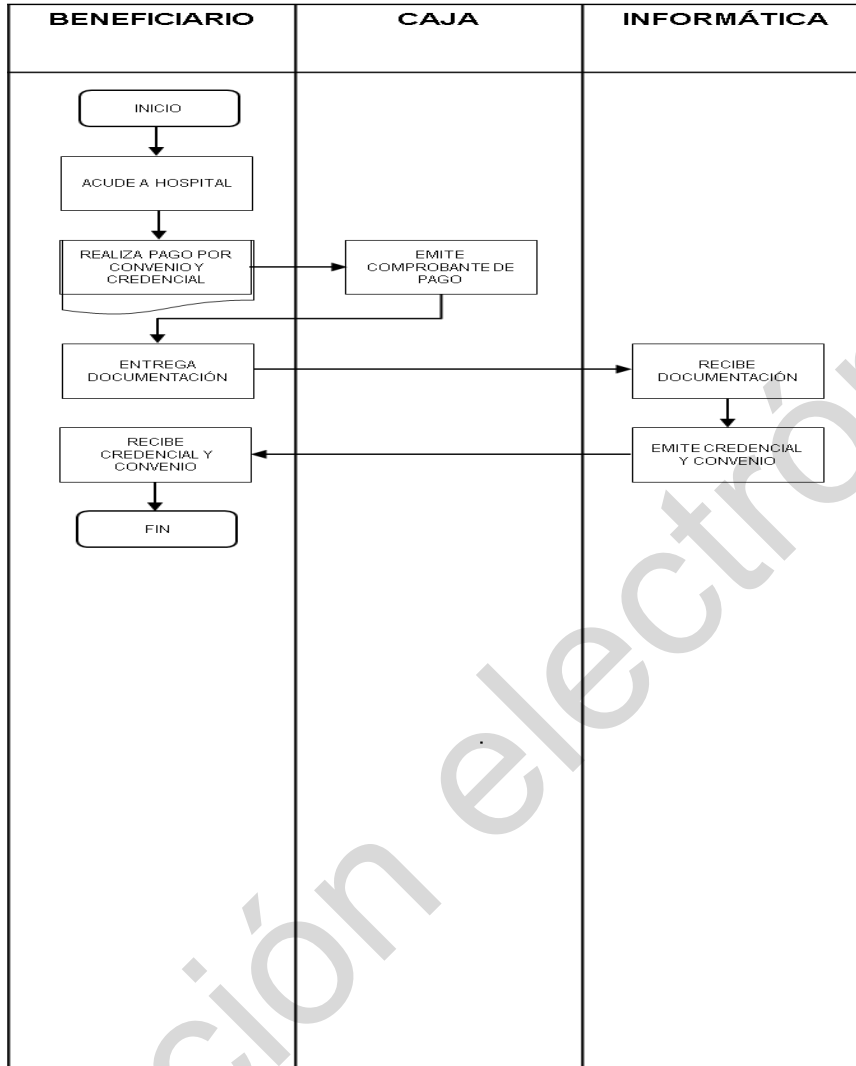 BENEFICIARIO
CAJA
INFORMÁTICA
INICIO
ACUDE A HOSPITAL
REALIZA PAGO POR
CONVENIO Y
CREDENCIAL
EMITE
COMPROBANTE DE
PAGO
ENTREGA
DOCUMENTACIÓN
RECIBE
DOCUMENTACIÓN
EMITE CREDENCIAL
Y CONVENIO
RECIBE
CREDENCIAL Y
CONVENIO
FIN
ción electrón